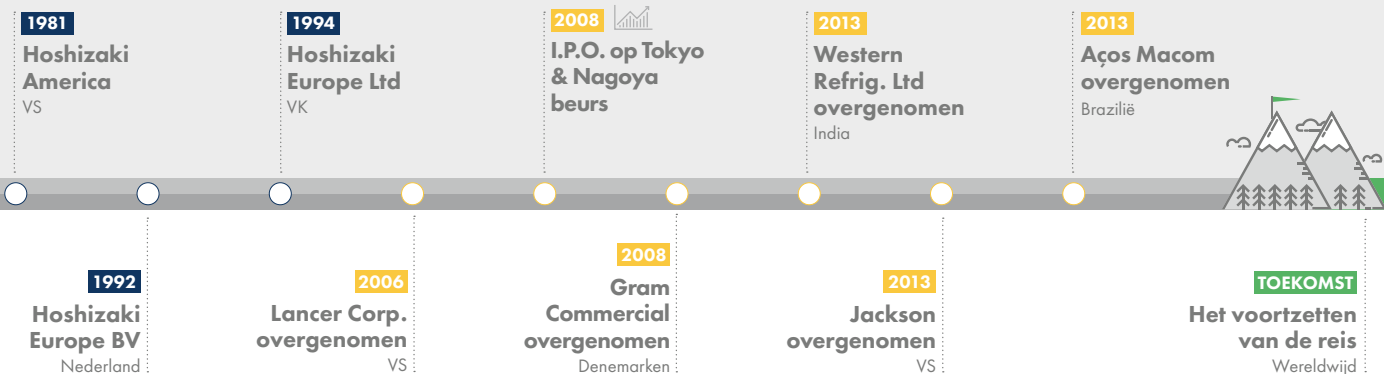 1981
Hoshizaki
America
VS
1994
Hoshizaki
Europe Ltd
VK
2008
I.P.O. op Tokyo
& Nagoya
beurs
2013
Western
Refrig. Ltd
overgenomen
India
2013
Aços Macom
overgenomen
Brazilië
1992
Hoshizaki
Europe BV
Nederland
2006
Lancer Corp.
overgenomen
VS
2008
Gram
Commercial
overgenomen
Denemarken
2013
Jackson
overgenomen
VS
TOEKOMST
Het voortzetten
van de reis
Wereldwijd